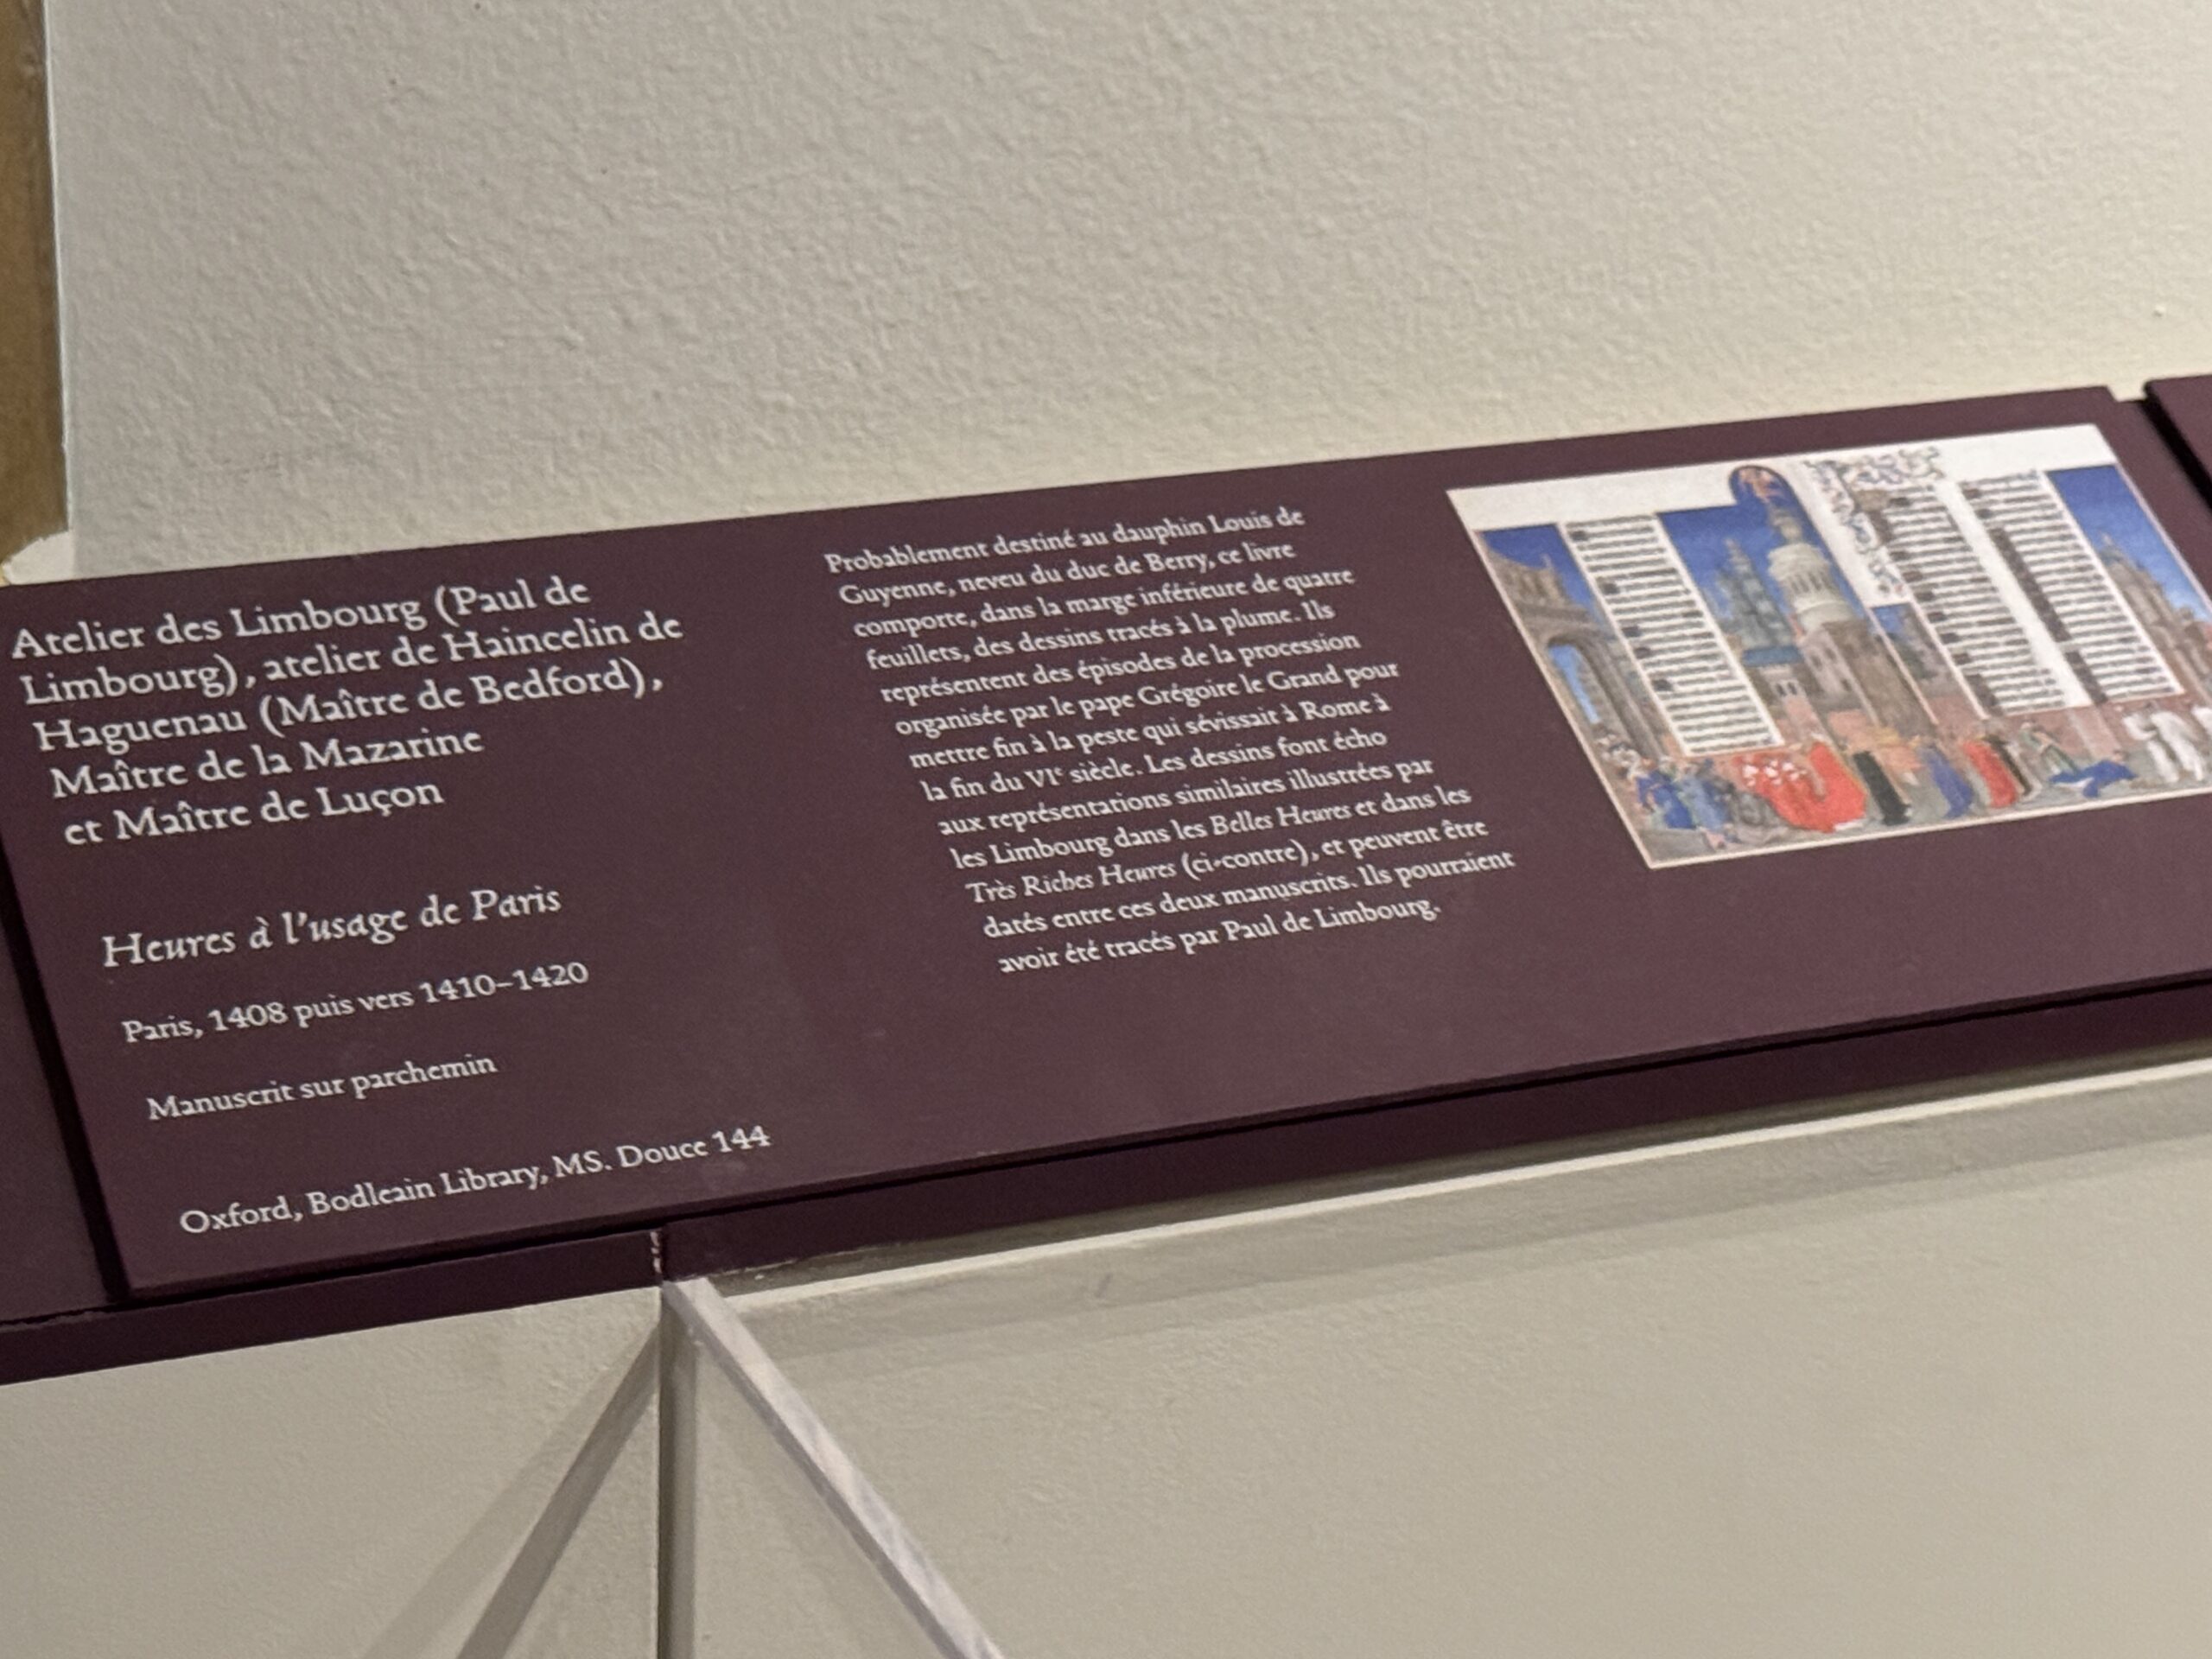 Atelier des Limbourg (Paul de
Limbourg), atelier de Haincelin de
Haguenau (Maître de Bedford),
Maître de la Mazarine
et Maître de Luçon
Heures à l'usage de Paris
Paris, 1408 puis vers 1410–1420
Manuscrit sur parchemin
Oxford, Bodleain Library, MS. Douce 144
Probablement destiné au dauphin Louis de
Guyenne, neveu du duc de Berry, ce livre
comporte, dans la marge inférieure de quatre
feuillets, des dessins tracés à la plume. Ils
représentent des épisodes de la procession
organisée par le pape Grégoire le Grand pour
mettre fin à la peste qui sévissait à Rome à
la fin du VIe siècle. Les dessins font écho
aux représentations similaires illustrées par
les Limbourg dans les Belles Heures et dans les
Très Riches Heures (ci-contre), et peuvent être
datés entre ces deux manuscrits. Ils pourraient
avoir été tracés par Paul de Limbourg.